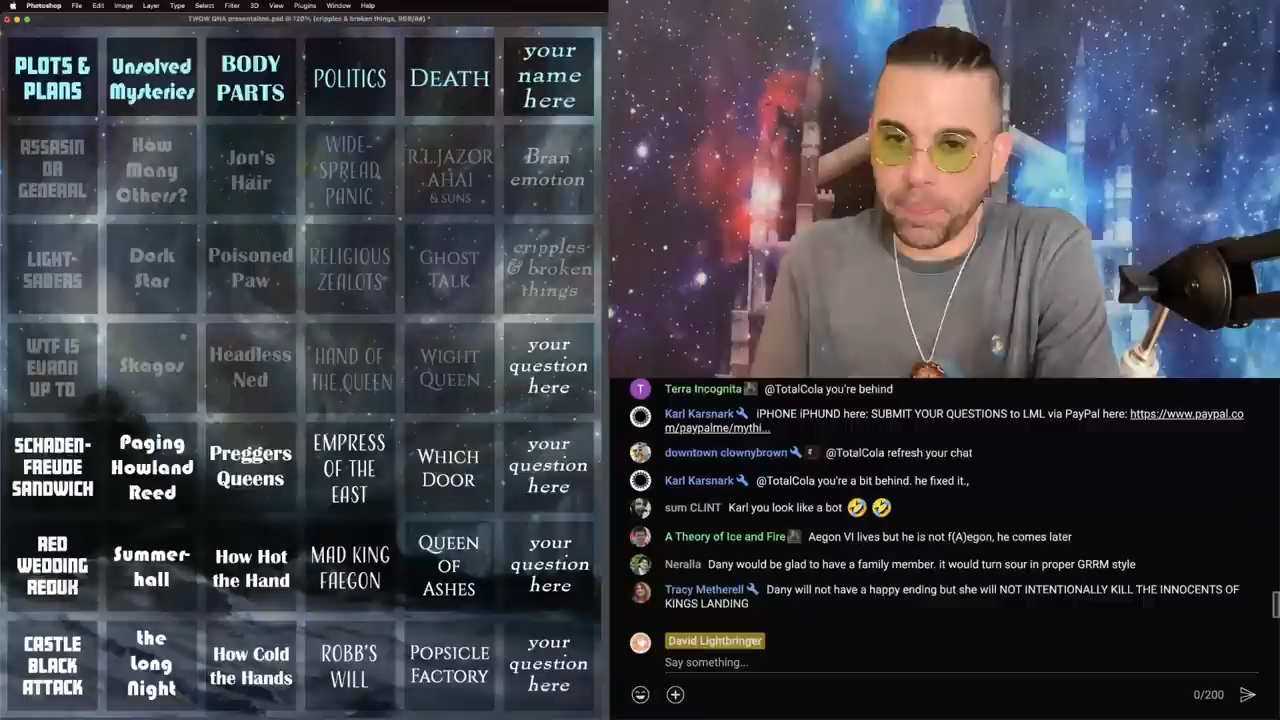 Photoshop File Edit Image Layer Type Select Filter 3D View Plugins Window Help
TWOW QNA presentaiton.psd @ 120% (cripples & broken things, RGB/8#) *
PLOTS &
PLANS
Unsolved
Mysteries
BODY
PARTS
POLITICS
DEATH
your
name
here
ASSASIN
OR
GENERAL
How
Many
Others?
Jon's
Hair
WIDE-
SPREAD
PANIC
R.L.JAZOR
AHAI
& SUNS
Bran
emotion
LIGHT-
SABERS
Dark
Star
Poisoned
Paw
RELIGIOUS
ZEALOTS
GHOST
TALK
cripples
& broken
things
WTF IS
EURON
UP TO
Skagos
Headless
Ned
HAND OF
THE QUEEN
WIGHT
QUEEN
your
question
here
SCHADEN-
FREUDE
SANDWICH
Paging
Howland
Reed
Preggers
Queens
EMPRESS
OF THE
EAST
WHICH
DOOR
your
question
here
RED
WEDDING
REDUX
Summer-
hall
How Hot
the Hand
MAD KING
FAEGON
QUEEN
OF
ASHES
your
question
here
CASTLE
BLACK
ATTACK
the
Long
Night
How Cold
the Hands
ROBB'S
WILL
POPSICLE
FACTORY
your
question
here
T Terra Incognita @TotalCola you're behind
Karl Karsnark iPHONE iPHUND here: SUBMIT YOUR QUESTIONS to LML via PayPal here: https://www.paypal.co
m/paypalme/mythi...
downtown clownybrown @TotalCola refresh your chat
Karl Karsnark @TotalCola you're a bit behind. he fixed it.,
sum CLINT Karl you look like a bot 🤣 🤣
A Theory of Ice and Fire Aegon VI lives but he is not f(A)egon, he comes later
Neralla Dany would be glad to have a family member. it would turn sour in proper GRRM style
Tracy Metherell Dany will not have a happy ending but she will NOT INTENTIONALLY KILL THE INNOCENTS OF
KINGS LANDING
David Lightbringer
Say something...
0/200